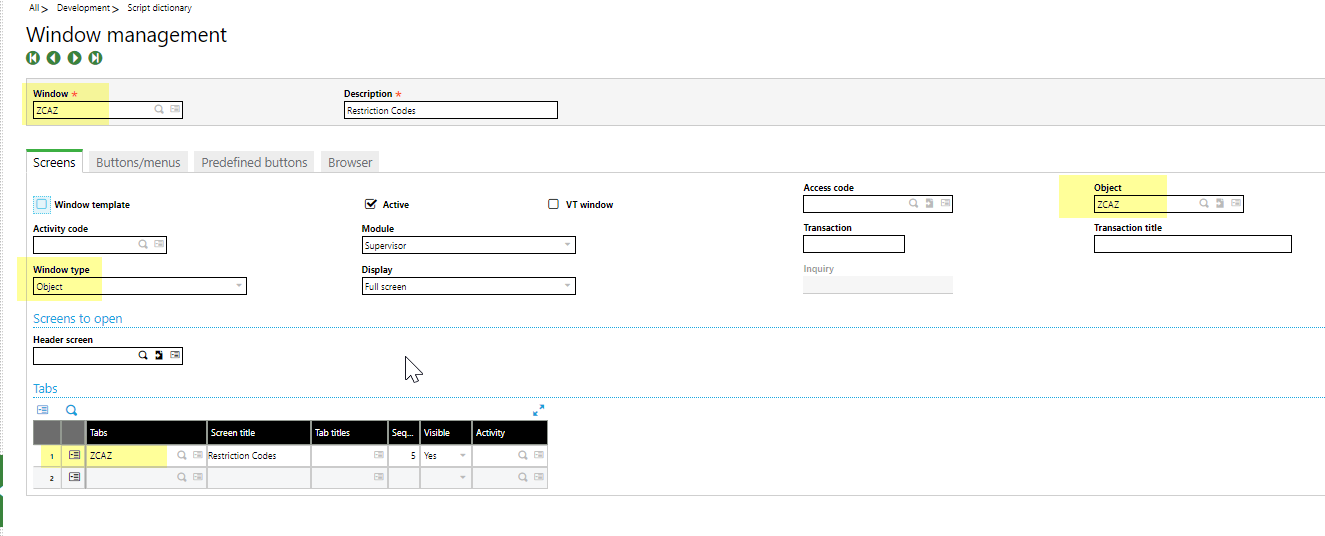 All > Development > Script dictionary
Window management
Window * Description *
ZCAZ Restriction Codes
Screens Buttons/menus Predefined buttons Browser
Access code Object
Window template Active VT window ZCAZ
Activity code Module Transaction Transaction title
Supervisor
Window type Display Inquiry
Object Full screen
Screens to open
Header screen
Tabs
Tabs Screen title Tab titles Seq... Visible Activity
1 ZCAZ Restriction Codes 5 Yes
2